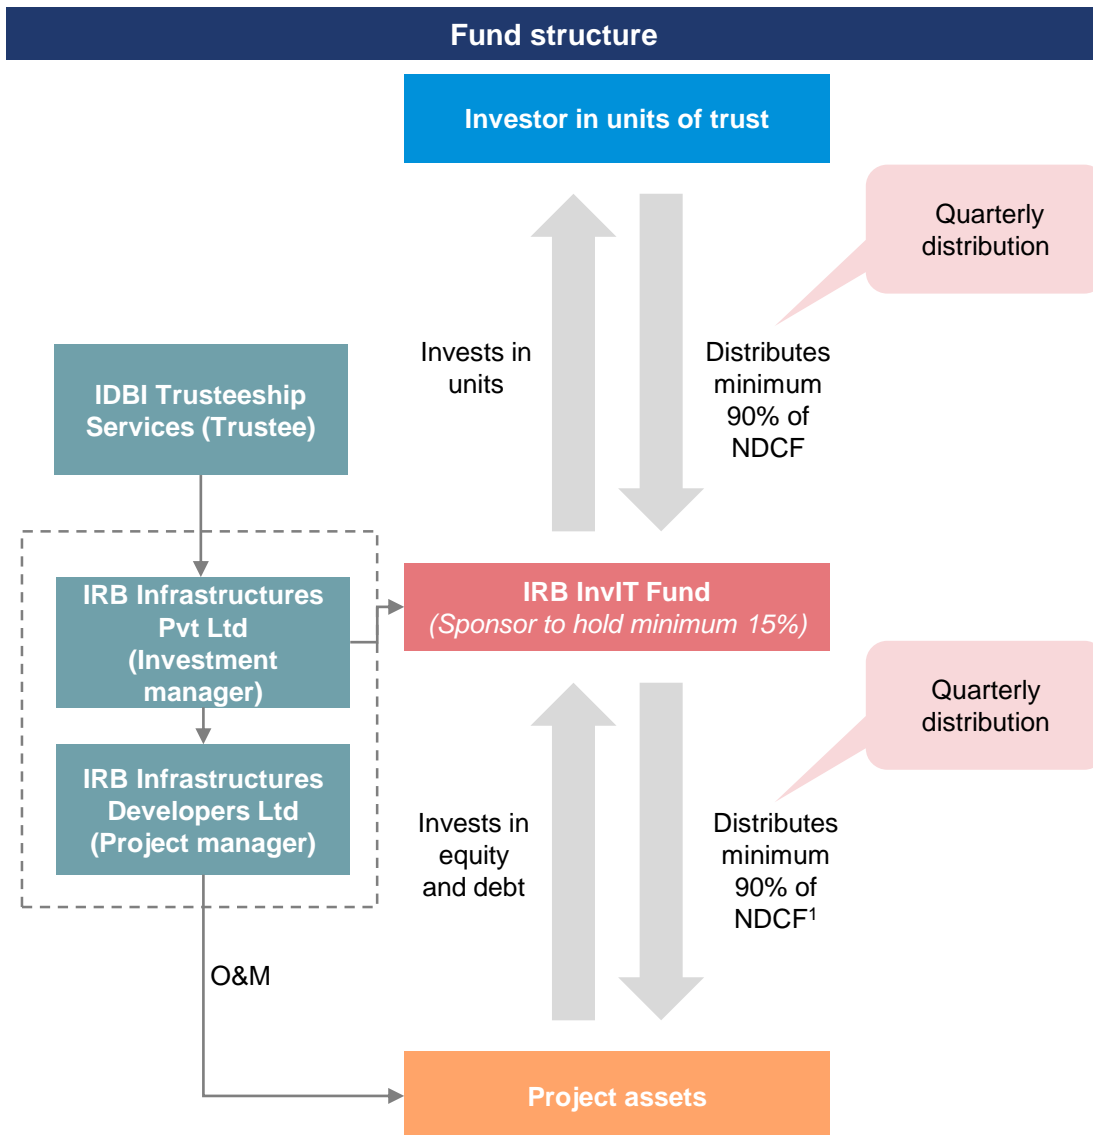 Fund structure
Investor in units of trust
Quarterly
distribution
Invests in
units
Distributes
minimum
90% of
NDCF
IDBI Trusteeship
Services (Trustee)
IRB Infrastructures
Pvt Ltd
(Investment
manager)
IRB InvIT Fund
(Sponsor to hold minimum 15%)
Quarterly
distribution
IRB Infrastructures
Developers Ltd
(Project manager)
Invests in
equity
and debt
Distributes
minimum
90% of
NDCF¹
O&M
Project assets